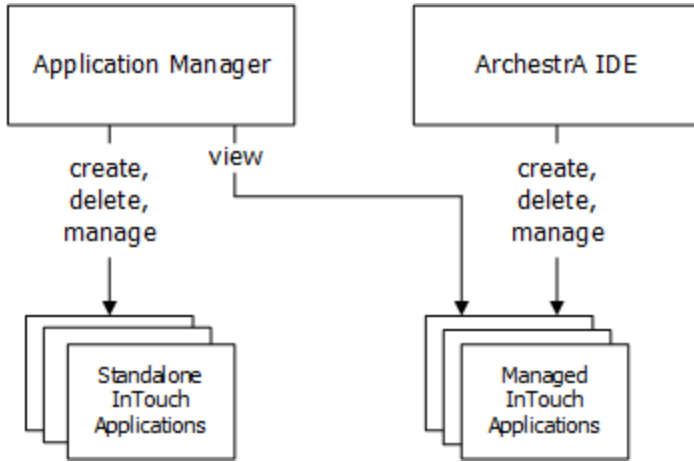 Application Manager
ArchestrA IDE
view
create,
delete,
manage
create,
delete,
manage
Standalone
InTouch
Applications
Managed
InTouch
Applications